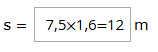 s = 7,5×1,6=12 m